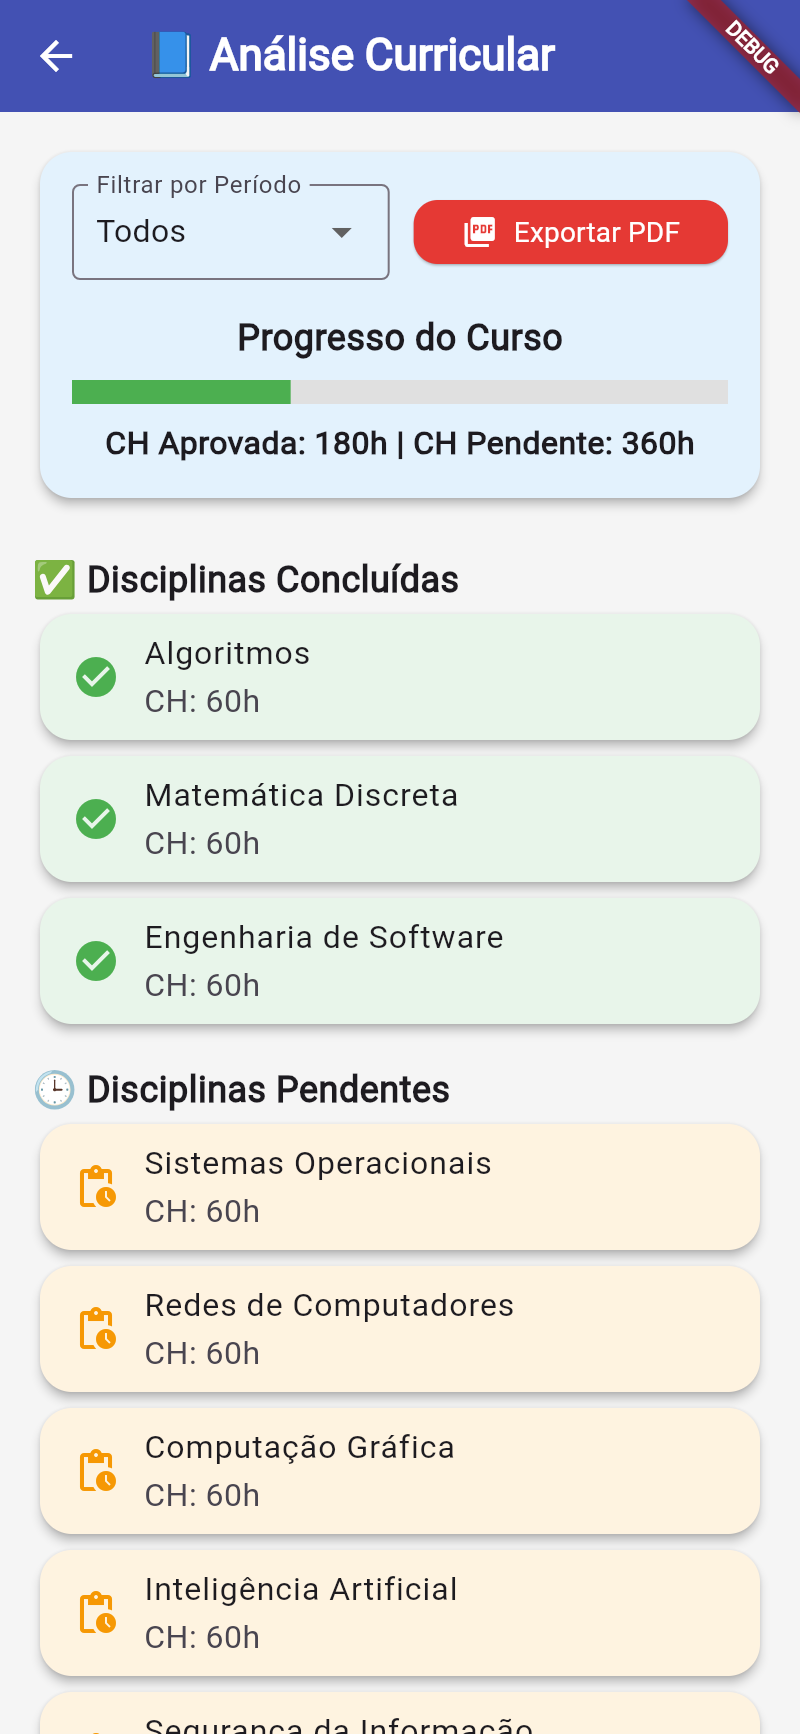 Análise Curricular
DEBUG
Filtrar por Período
Todos
PDF
Exportar PDF
Progresso do Curso
CH Aprovada: 180h | CH Pendente: 360h
Disciplinas Concluídas
Algoritmos
CH: 60h
Matemática Discreta
CH: 60h
Engenharia de Software
CH: 60h
Disciplinas Pendentes
Sistemas Operacionais
CH: 60h
Redes de Computadores
CH: 60h
Computação Gráfica
CH: 60h
Inteligência Artificial
CH: 60h
Segurança da Informação